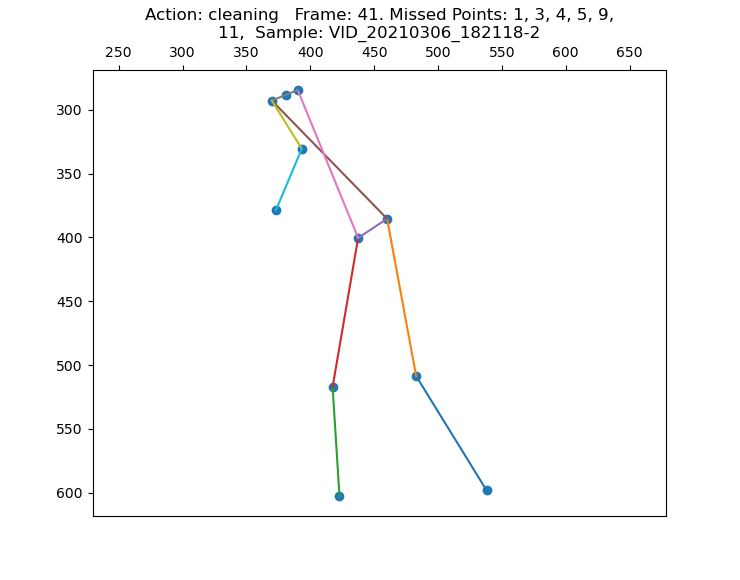 Action: cleaning   Frame: 41. Missed Points: 1, 3, 4, 5, 9,
11,  Sample: VID_20210306_182118-2
250 300 350 400 450 500 550 600 650
300
350
400
450
500
550
600